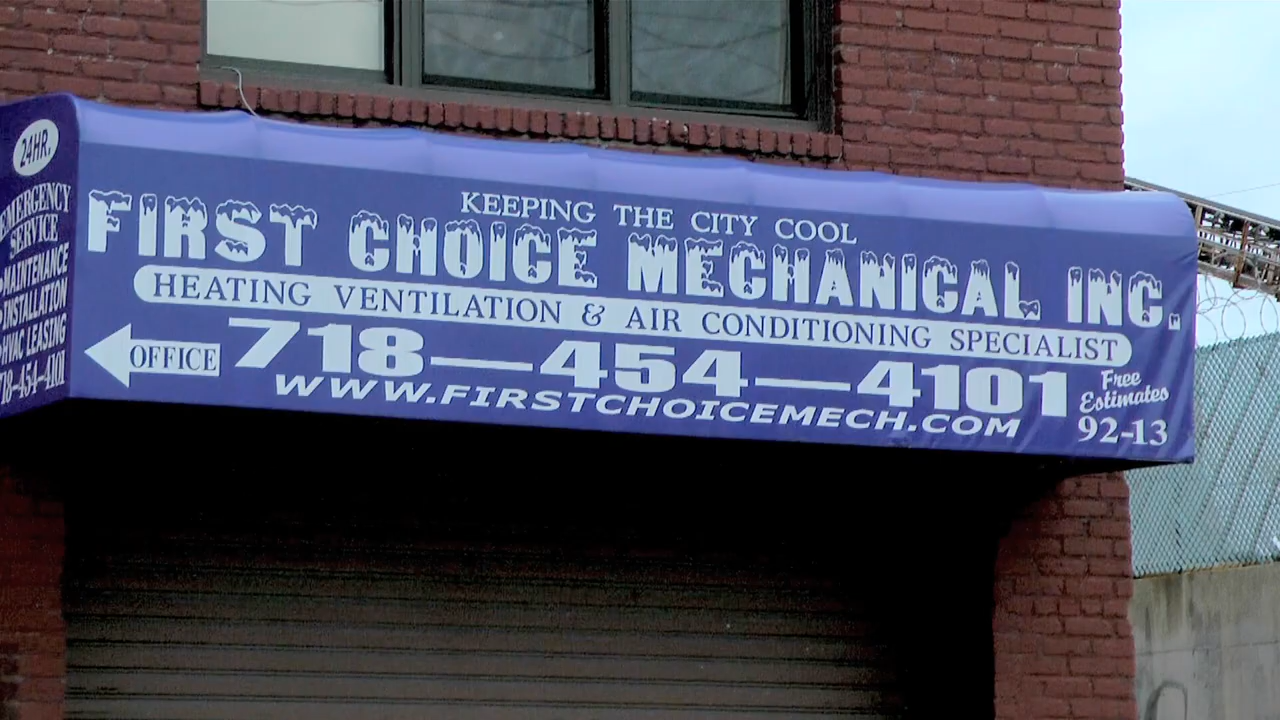 24HR.
EMERGENCY
SERVICE
MAINTENANCE
INSTALLATION
HVAC LEASING
718-454-4101
KEEPING THE CITY COOL
FIRST CHOICE MECHANICAL INC.
HEATING VENTILATION & AIR CONDITIONING SPECIALIST
OFFICE
718-454-4101
WWW.FIRSTCHOICEMECH.COM
Free
Estimates
92-13